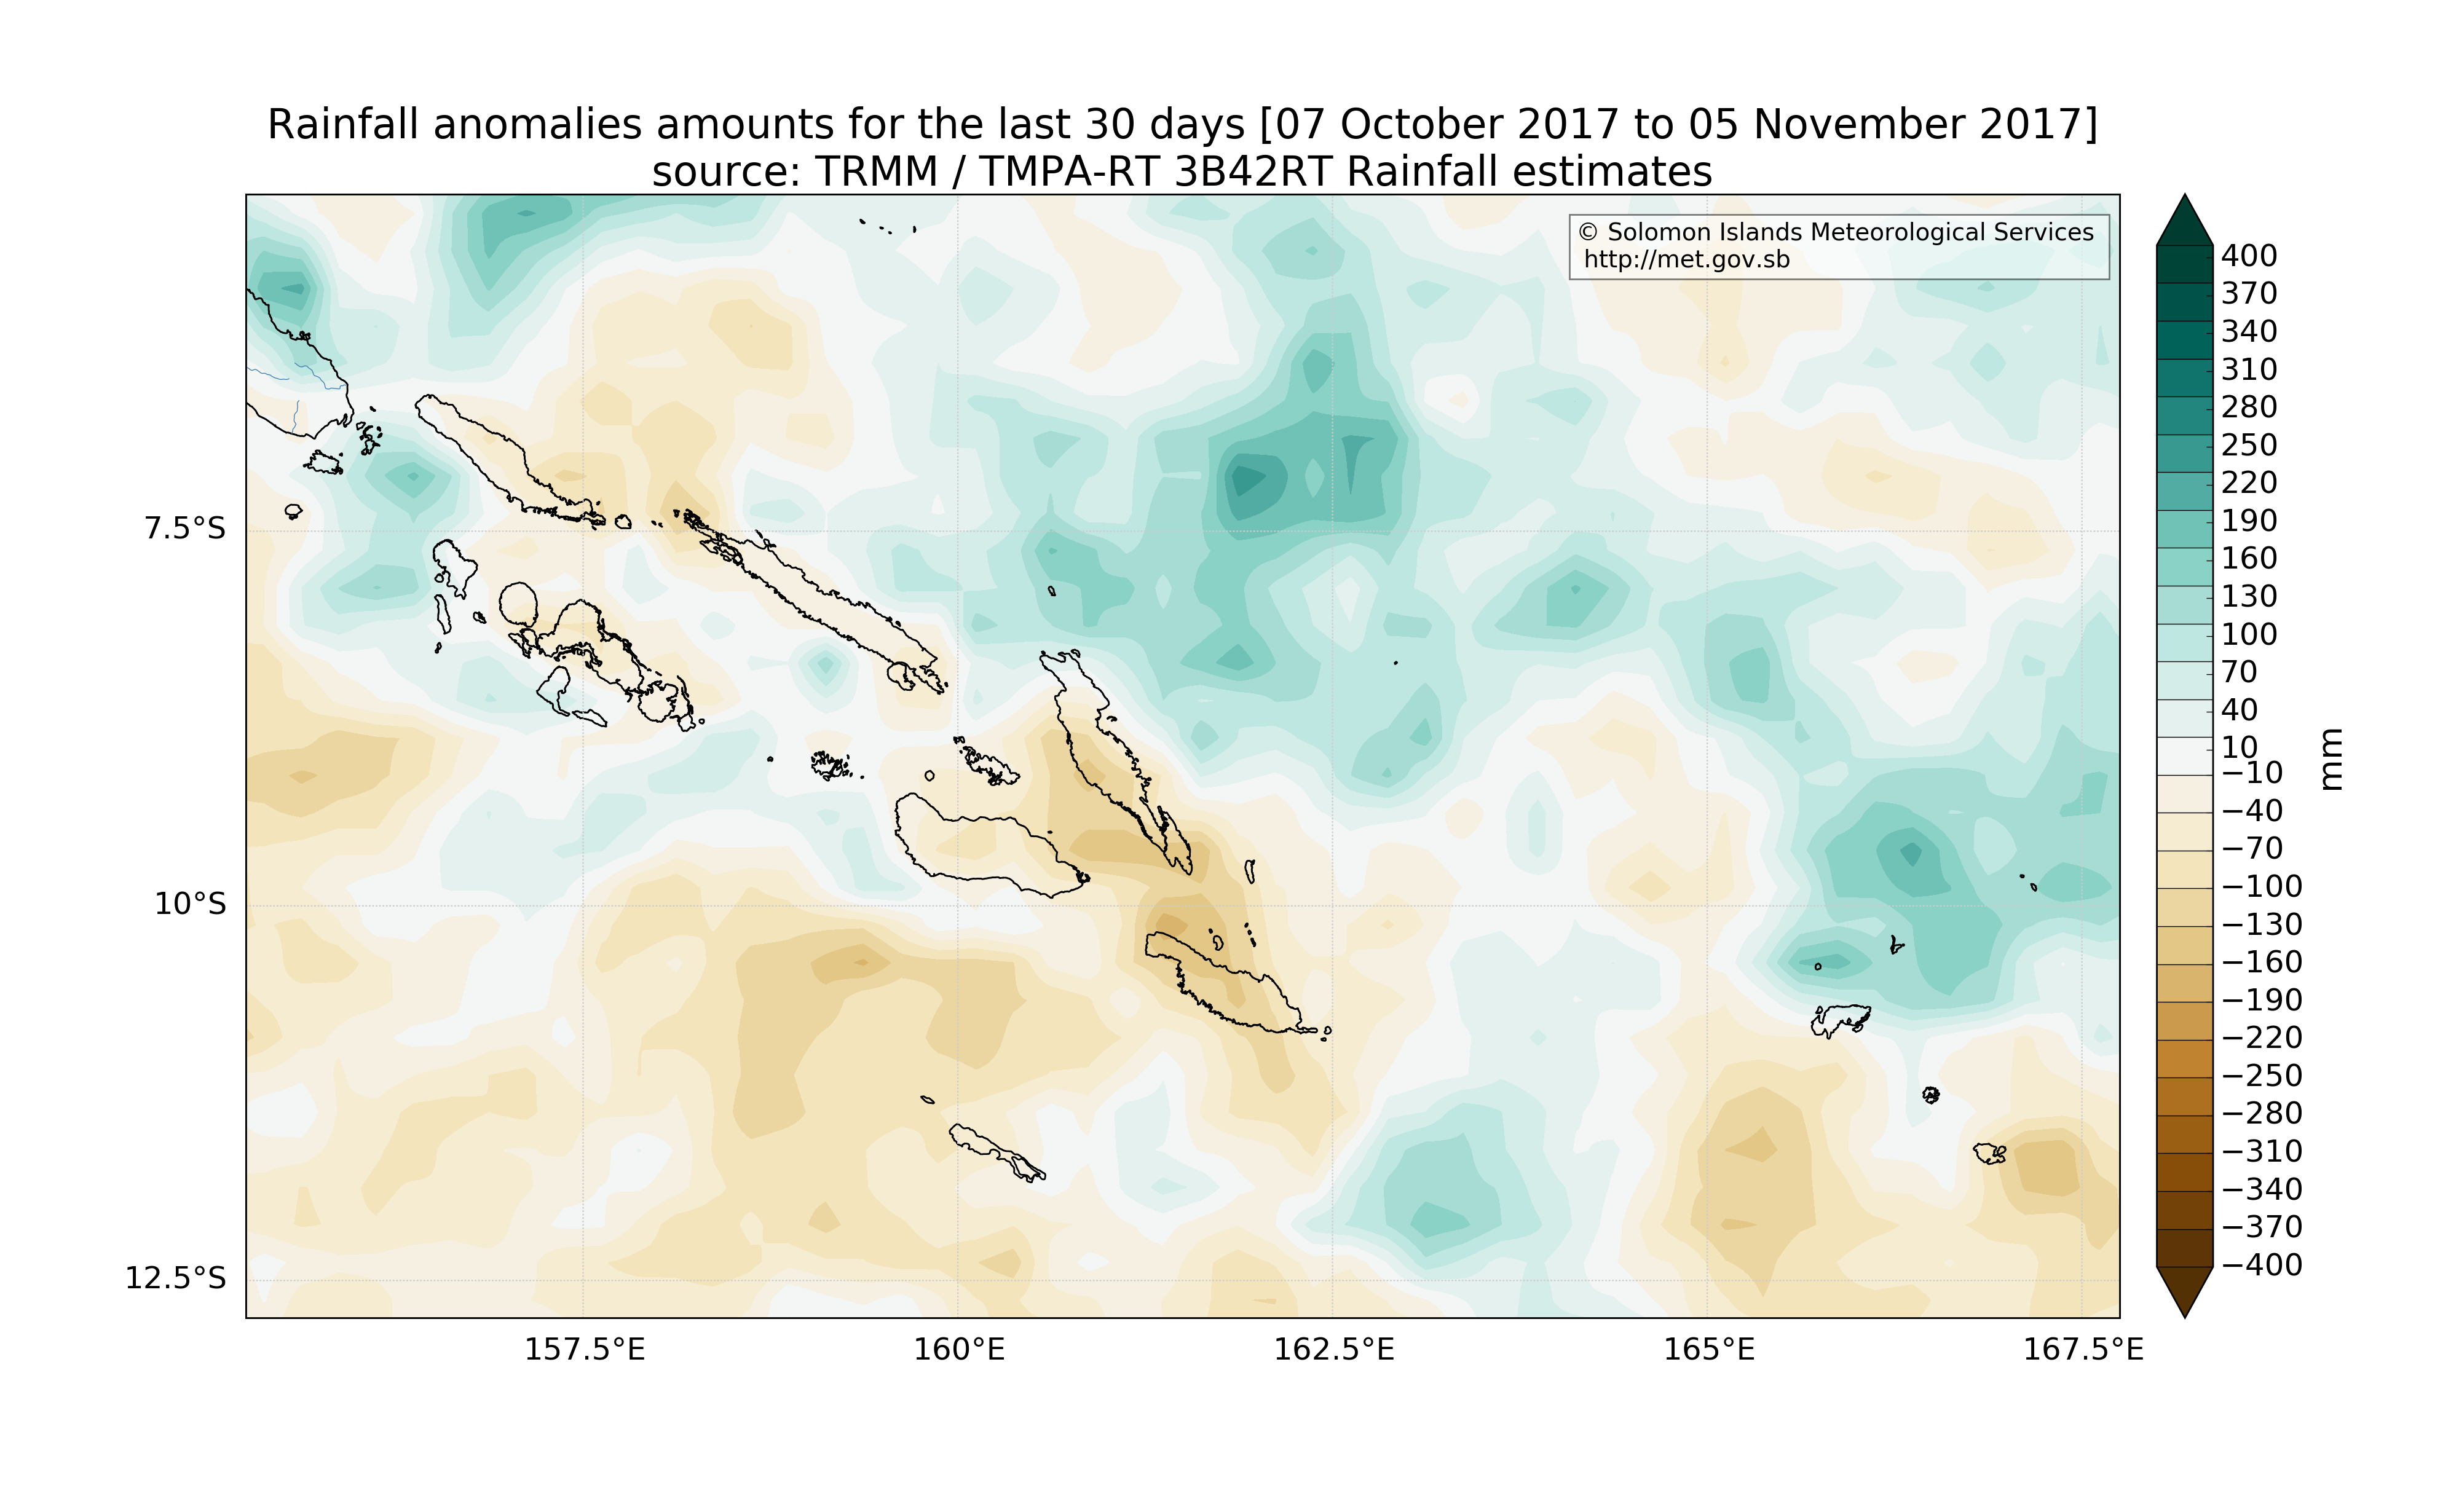 Rainfall anomalies amounts for the last 30 days [07 October 2017 to 05 November 2017]
source: TRMM / TMPA-RT 3B42RT Rainfall estimates
© Solomon Islands Meteorological Services
http://met.gov.sb
7.5°S
10°S
12.5°S
157.5°E
160°E
162.5°E
165°E
167.5°E
400
370
340
310
280
250
220
190
160
130
100
70
40
10
−10
−40
−70
−100
−130
−160
−190
−220
−250
−280
−310
−340
−370
−400
mm